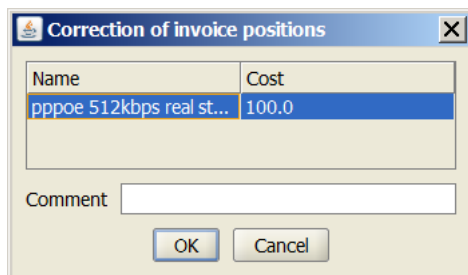 Correction of invoice positions
Name Cost
pppoe 512kbps real st... 100.0
Comment
OK Cancel